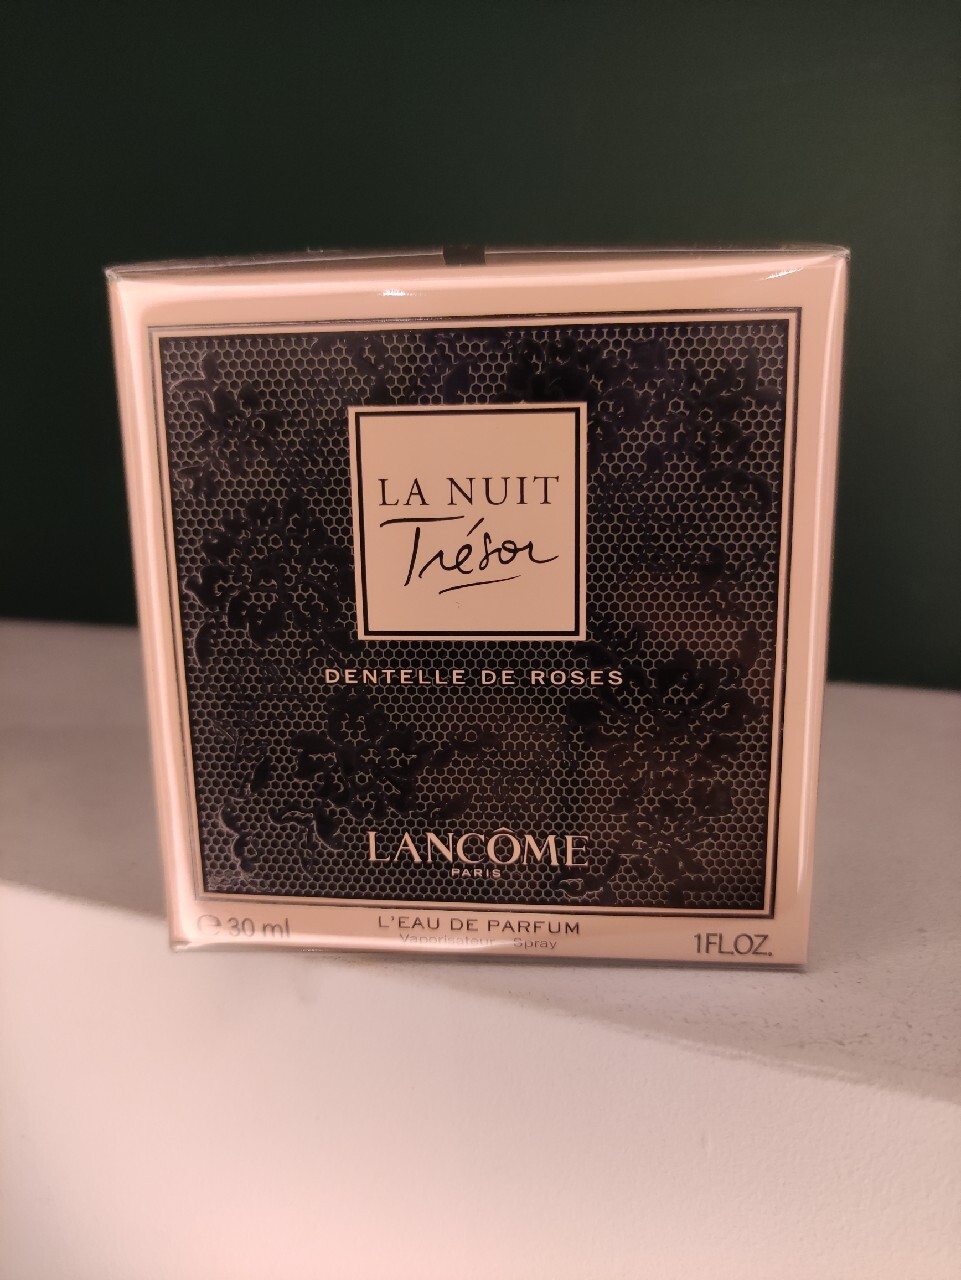 LA NUIT
Trésor
DENTELLE DE ROSES
LANCÔME
PARIS
℮ 30 ml L'EAU DE PARFUM 1FL.OZ.
Vaporisateur Spray